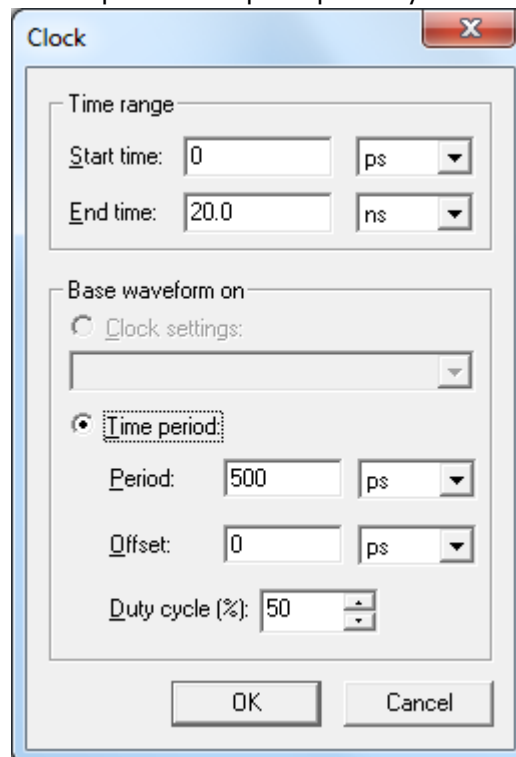 Clock
Time range
Start time: 0 ps
End time: 20.0 ns
Base waveform on
Clock settings:
Time period:
Period: 500 ps
Offset: 0 ps
Duty cycle (%): 50
OK Cancel